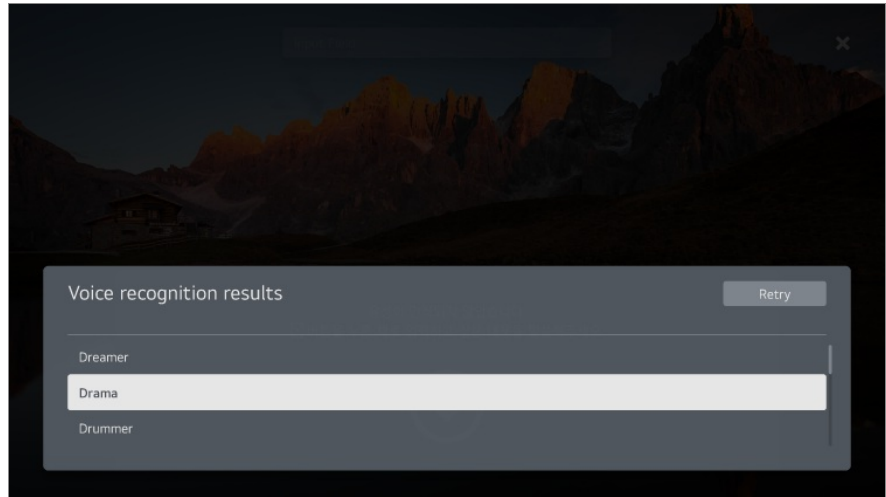 Voice recognition results
Retry
Dreamer
Drama
Drummer